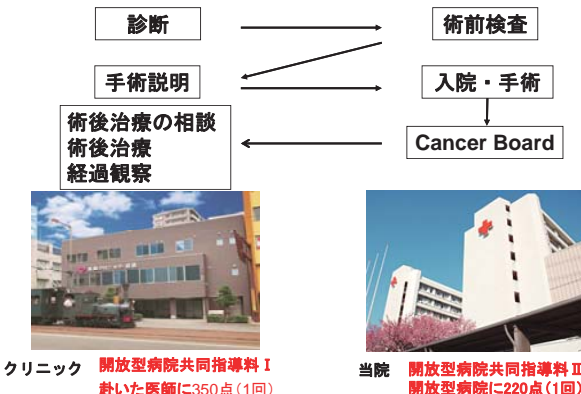 診断
術前検査
手術説明
入院・手術
術後治療の相談
術後治療
経過観察
Cancer Board
クリニック
開放型病院共同指導料Ⅰ
赴いた医師に350点(1回)
当院
開放型病院共同指導料Ⅱ
開放型病院に220点(1回)